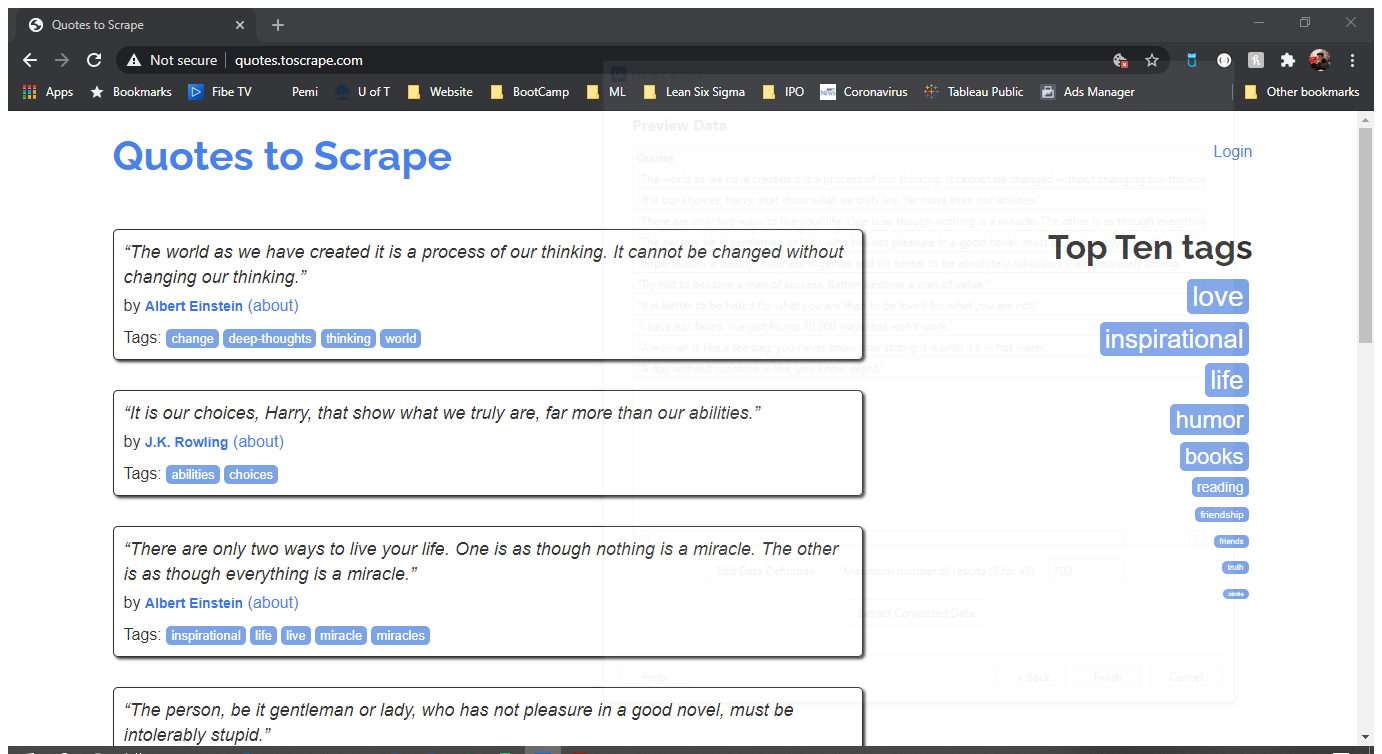 Quotes to Scrape
Not secure
quotes.toscrape.com
Apps
Bookmarks
Fibe TV
Pemi
U of T
Website
BootCamp
ML
Lean Six Sigma
IPO
Coronavirus
Tableau Public
Ads Manager
Other bookmarks
Quotes to Scrape
Login
“The world as we have created it is a process of our thinking. It cannot be changed without
changing our thinking.”
by Albert Einstein (about)
Tags: change deep-thoughts thinking world
“It is our choices, Harry, that show what we truly are, far more than our abilities.”
by J.K. Rowling (about)
Tags: abilities choices
“There are only two ways to live your life. One is as though nothing is a miracle. The other
is as though everything is a miracle.”
by Albert Einstein (about)
Tags: inspirational life live miracle miracles
“The person, be it gentleman or lady, who has not pleasure in a good novel, must be
intolerably stupid.”
Top Ten tags
love
inspirational
life
humor
books
reading
friendship
friends
truth
simile
Preview Data
Quotes
“The world as we have created it is a process of our thinking. It cannot be changed without changing our thinkin
“It is our choices, Harry, that show what we truly are, far more than our abilities.”
“There are only two ways to live your life. One is as though nothing is a miracle. The other is as though everythin
“Try not to become a man of success. Rather become a man of value.”
“It is better to be hated for what you are than to be loved for what you are not.”
“I have not failed. I've just found 10,000 ways that won't work.”
“A woman is like a tea bag; you never know how strong it is until it's in hot water.”
“A day without sunshine is like, you know, night.”
Edit Data Definition
Maximum number of results (0 for all)
100
Extract Correlated Data
Help
< Back
Finish
Cancel